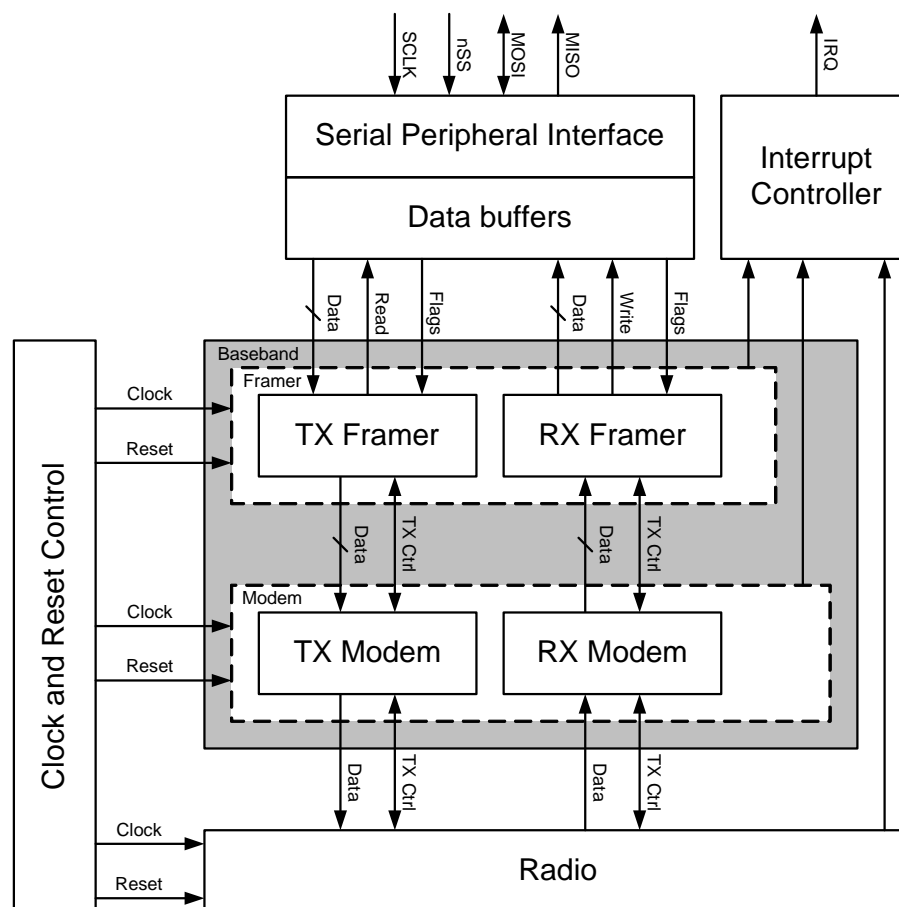 SCLK
nSS
MOSI
MISO
IRQ
Serial Peripheral Interface
Interrupt
Controller
Data buffers
Data
Read
Flags
Data
Write
Flags
Baseband
Framer
Clock
TX Framer
RX Framer
Reset
Data
TX Ctrl
Data
TX Ctrl
Clock and Reset Control
Modem
Clock
TX Modem
RX Modem
Reset
Data
TX Ctrl
Data
TX Ctrl
Clock
Radio
Reset